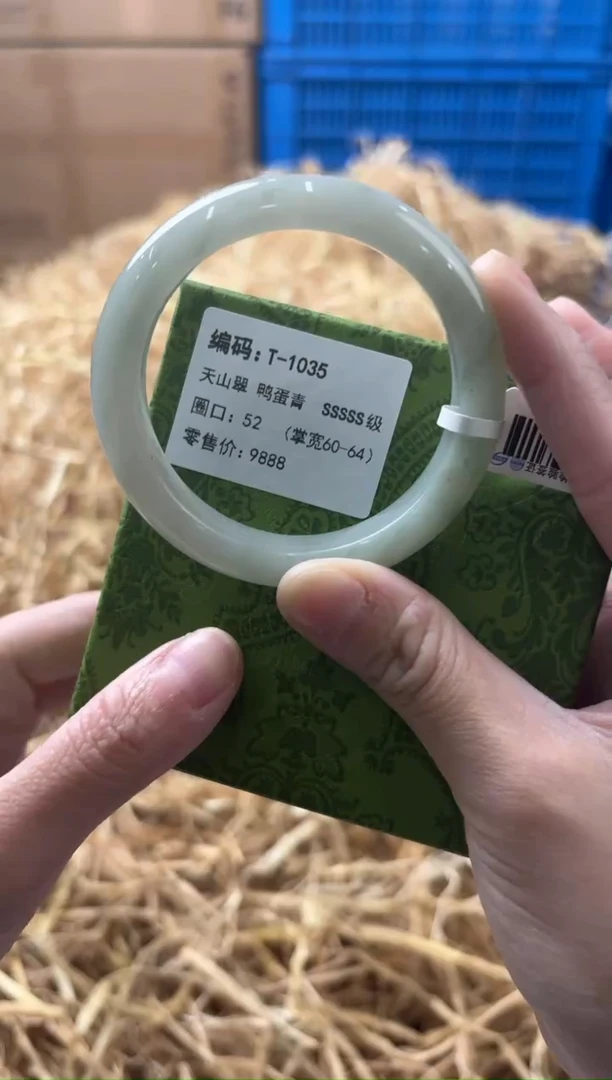 编码:T-1035
天山翠 鸭蛋青 SSSSS级
圈口:52 (掌宽60-64)
零售价:9888